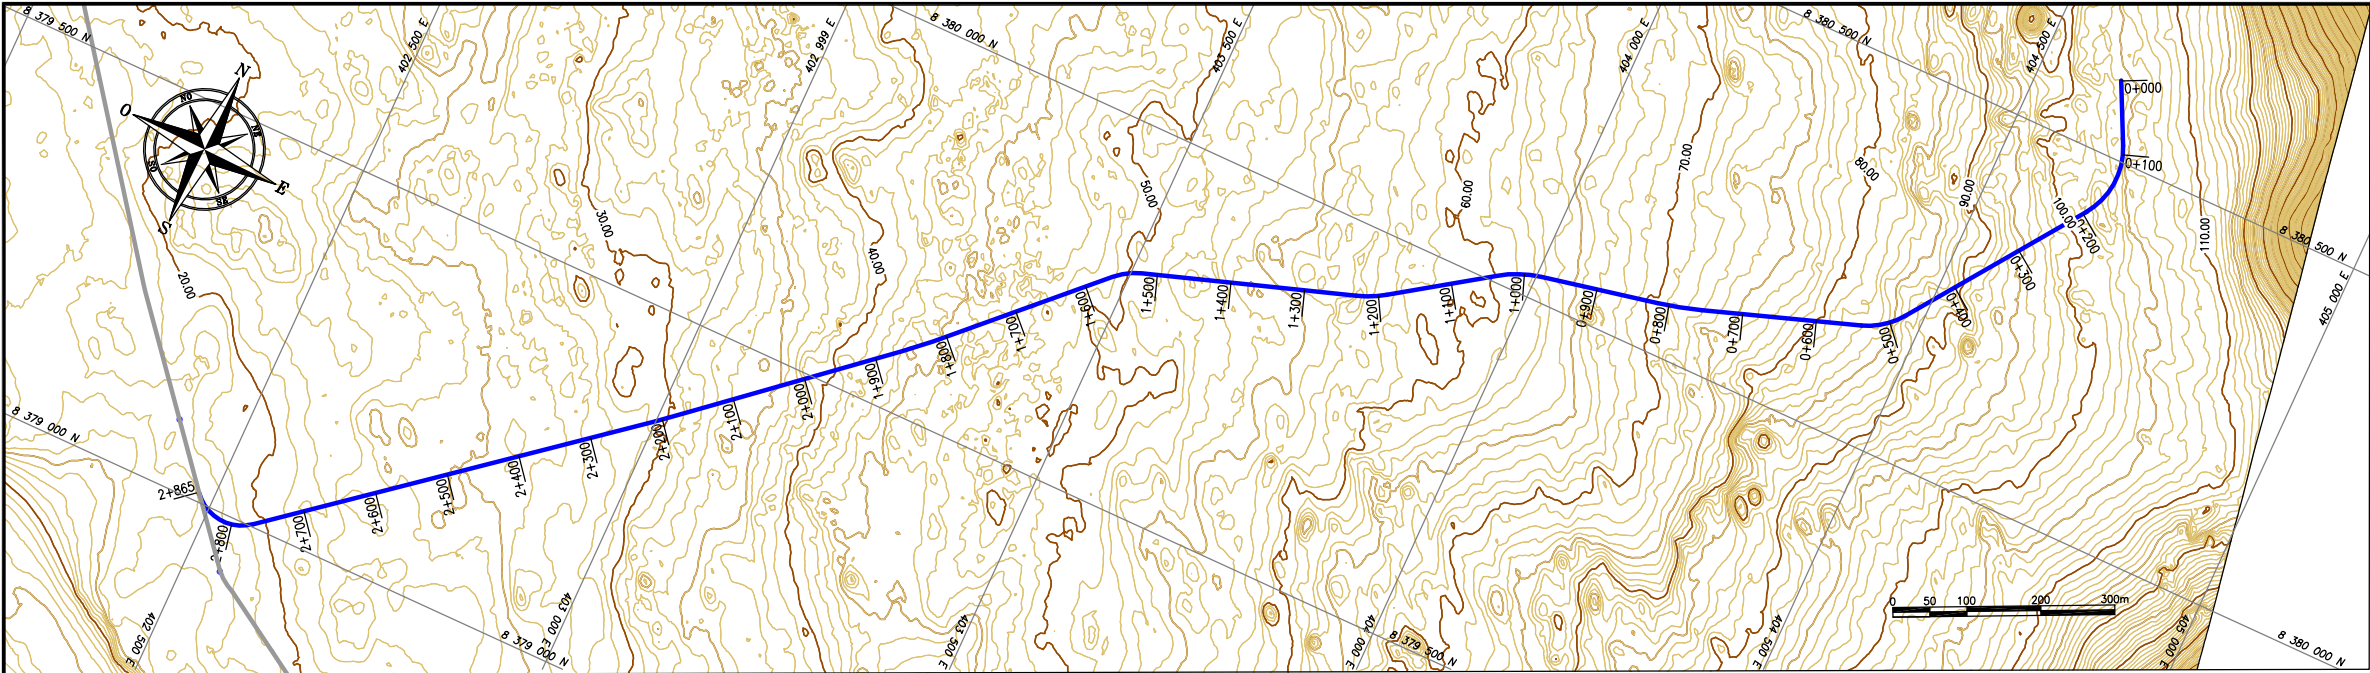 8 379 500 N
402 500 E
402 999 E
8 380 000 N
403 500 E
404 000 E
8 380 500 N
404 500 E
N
NO
O
NE
SO
E
SE
S
0+000
0+100
0+200
0+300
0+400
0+500
0+600
0+700
0+800
0+900
1+000
1+100
1+200
1+300
1+400
1+500
1+600
1+700
1+800
1+900
2+000
2+100
2+200
2+300
2+400
2+500
2+600
2+700
2+800
2+865
20.00
30.00
40.00
50.00
60.00
70.00
80.00
90.00
100.00
110.00
8 380 500 N
405 000 E
8 379 000 N
402 500 E
8 379 000 N
403 000 E
403 500 E
404 000 E
8 379 500 N
404 500 E
405 000 E
8 380 000 N
0 50 100 200 300m